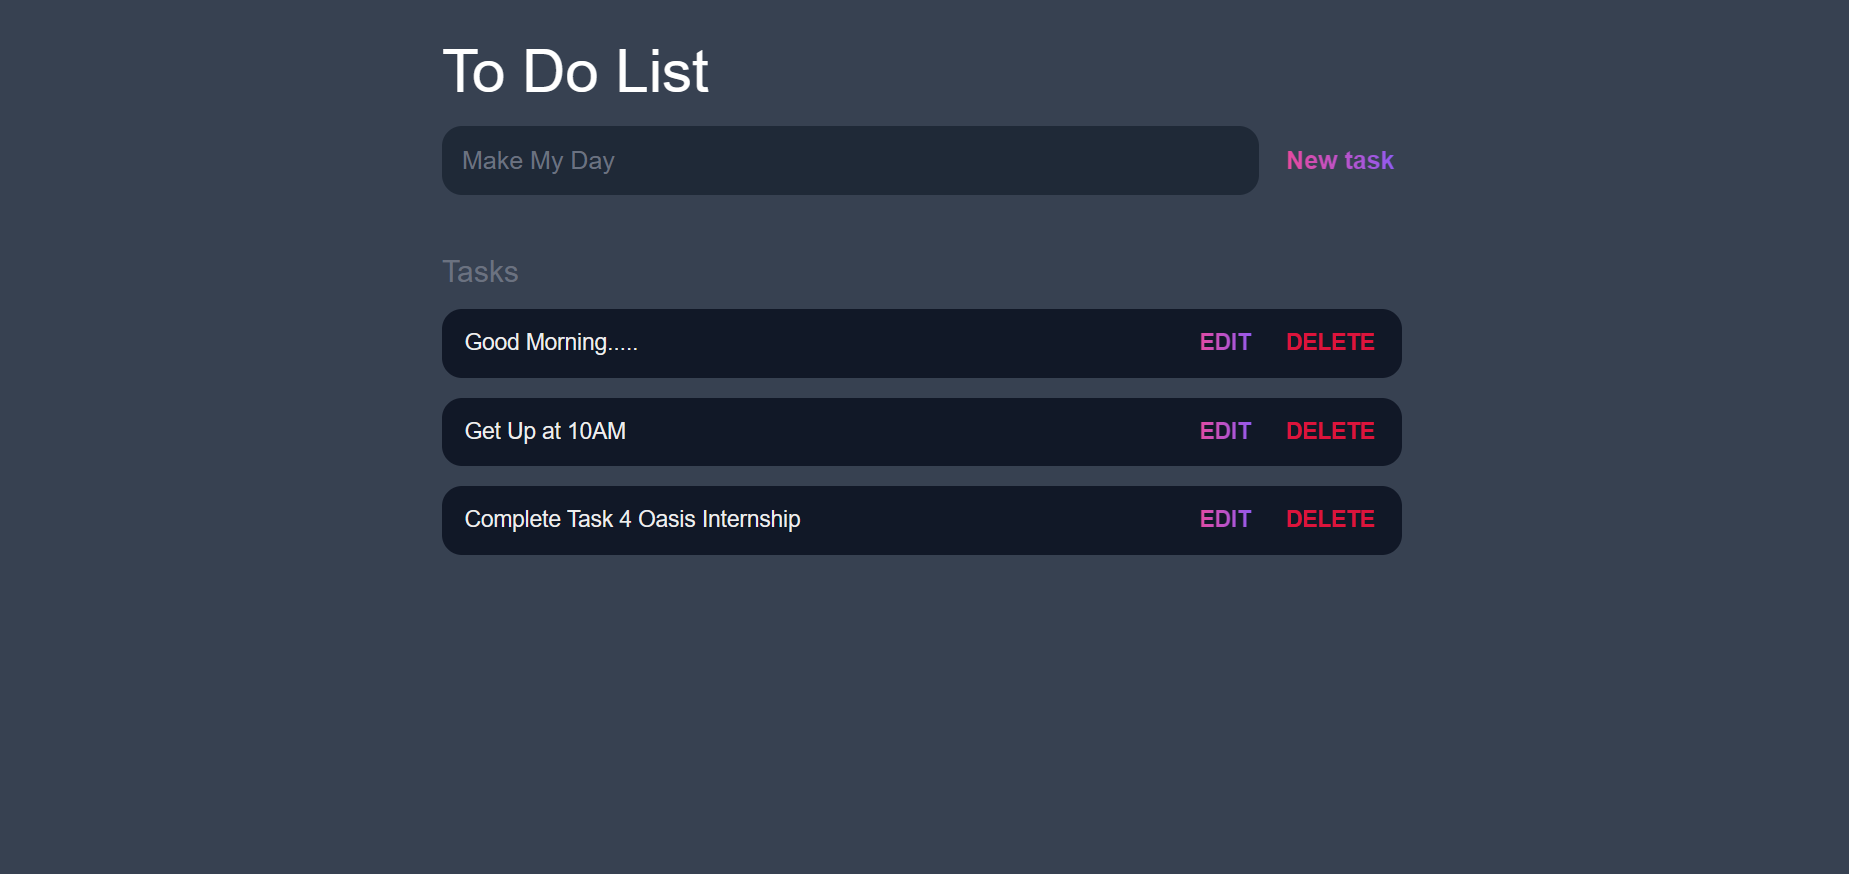 To Do List
Make My Day New task
Tasks
Good Morning..... EDIT DELETE
Get Up at 10AM EDIT DELETE
Complete Task 4 Oasis Internship EDIT DELETE